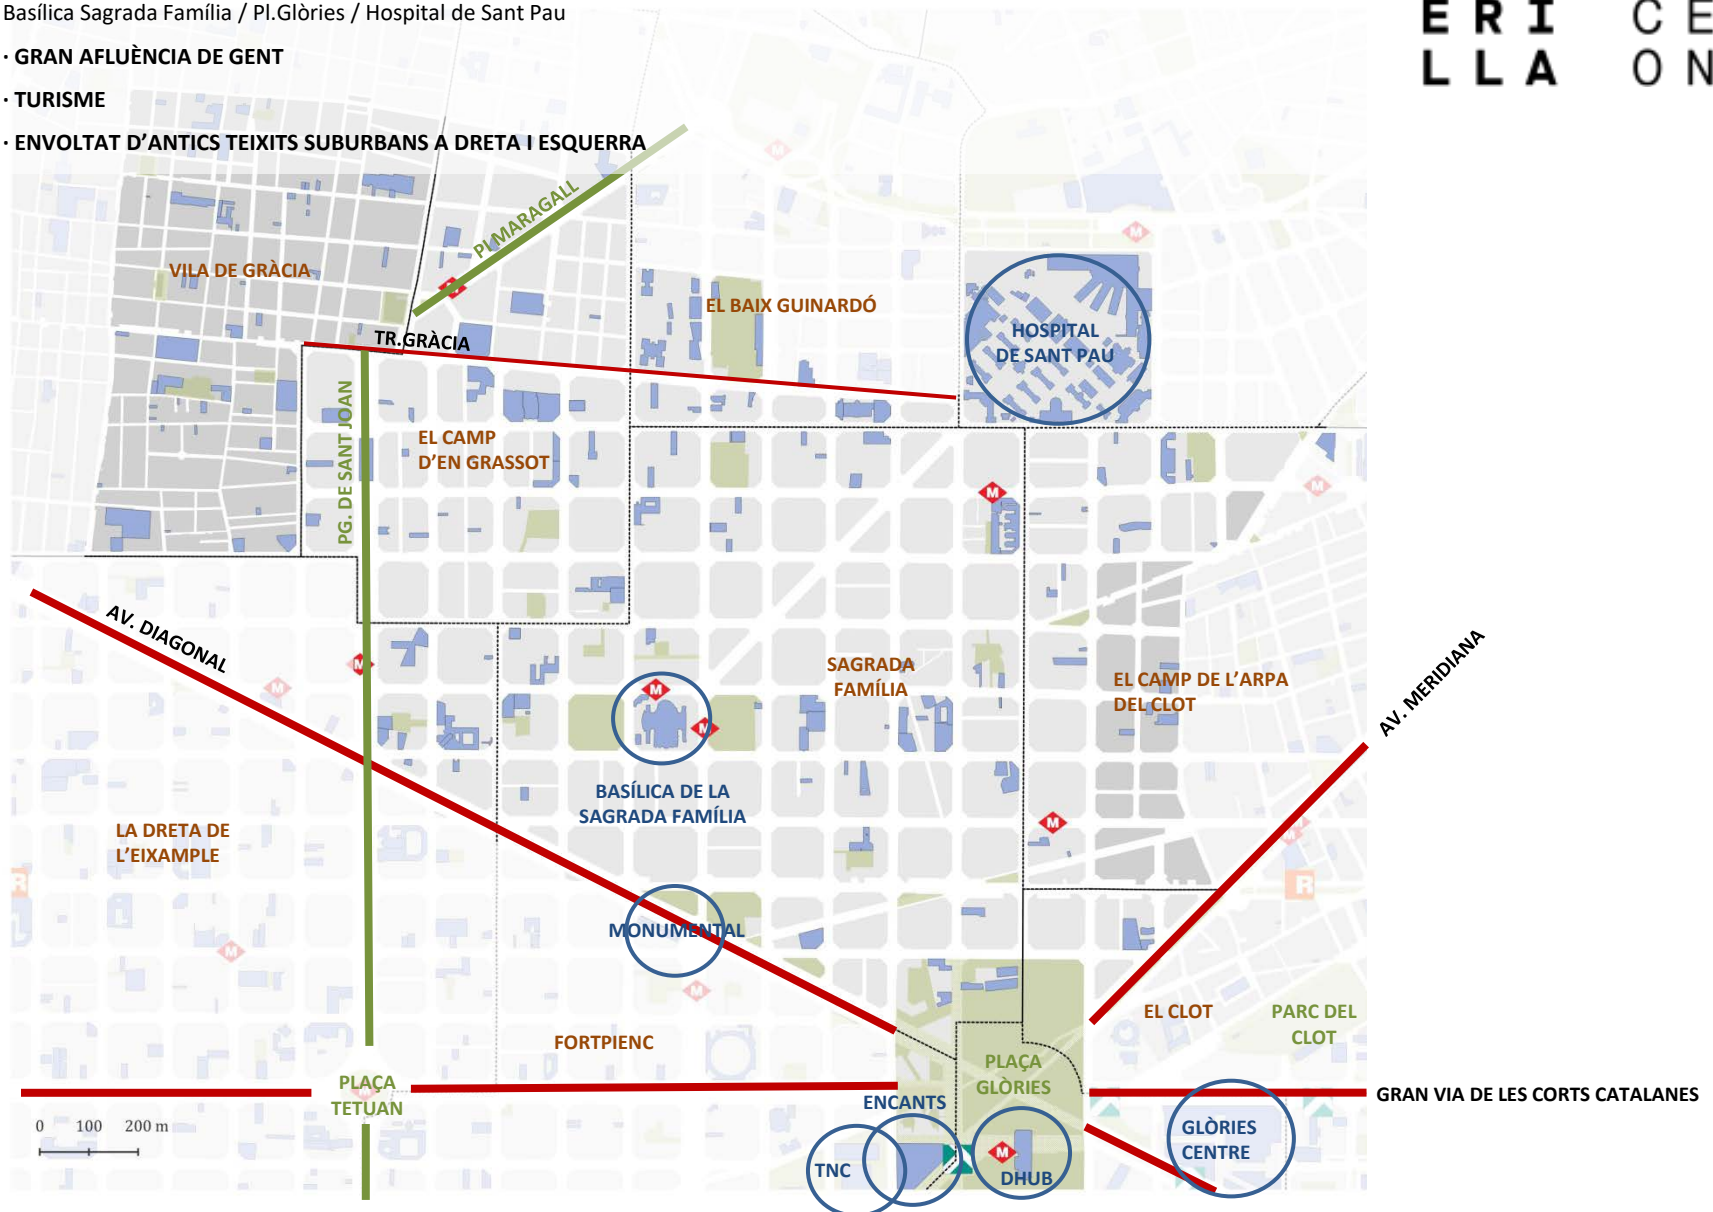 Basílica Sagrada Família / Pl.Glòries / Hospital de Sant Pau
· GRAN AFLUÈNCIA DE GENT
· TURISME
· ENVOLTAT D'ANTICS TEIXITS SUBURBANS A DRETA I ESQUERRA
ERI CE
LLA ON
PI MARAGALL
M
M
M
VILA DE GRÀCIA
EL BAIX GUINARDÓ
HOSPITAL
DE SANT PAU
TR.GRÀCIA
PG. DE SANT JOAN
EL CAMP
D'EN GRASSOT
M
M
AV. DIAGONAL
M
M
M
M
SAGRADA
FAMÍLIA
EL CAMP DE L'ARPA
DEL CLOT
AV. MERIDIANA
BASÍLICA DE LA
SAGRADA FAMÍLIA
LA DRETA DE
L'EIXAMPLE
M
M
R
R
MONUMENTAL
M
M
FORTPIENC
EL CLOT
PARC DEL
CLOT
PLAÇA
GLÒRIES
PLAÇA
TETUAN
ENCANTS
GRAN VIA DE LES CORTS CATALANES
0 100 200 m
GLÒRIES
CENTRE
TNC
M
DHUB